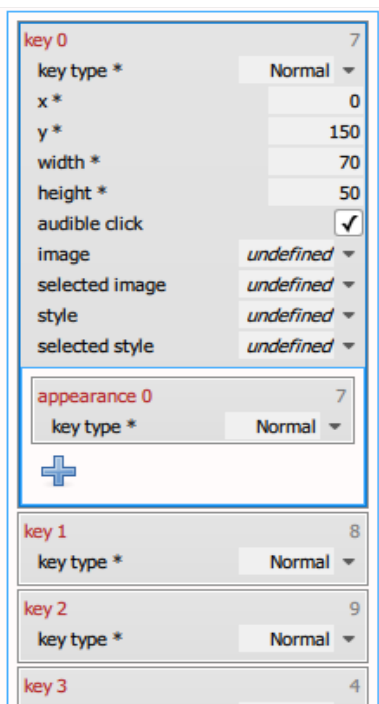 key 0 7
key type * Normal
x * 0
y * 150
width * 70
height * 50
audible click
image undefined
selected image undefined
style undefined
selected style undefined
appearance 0 7
key type * Normal
key 1 8
key type * Normal
key 2 9
key type * Normal
key 3 4